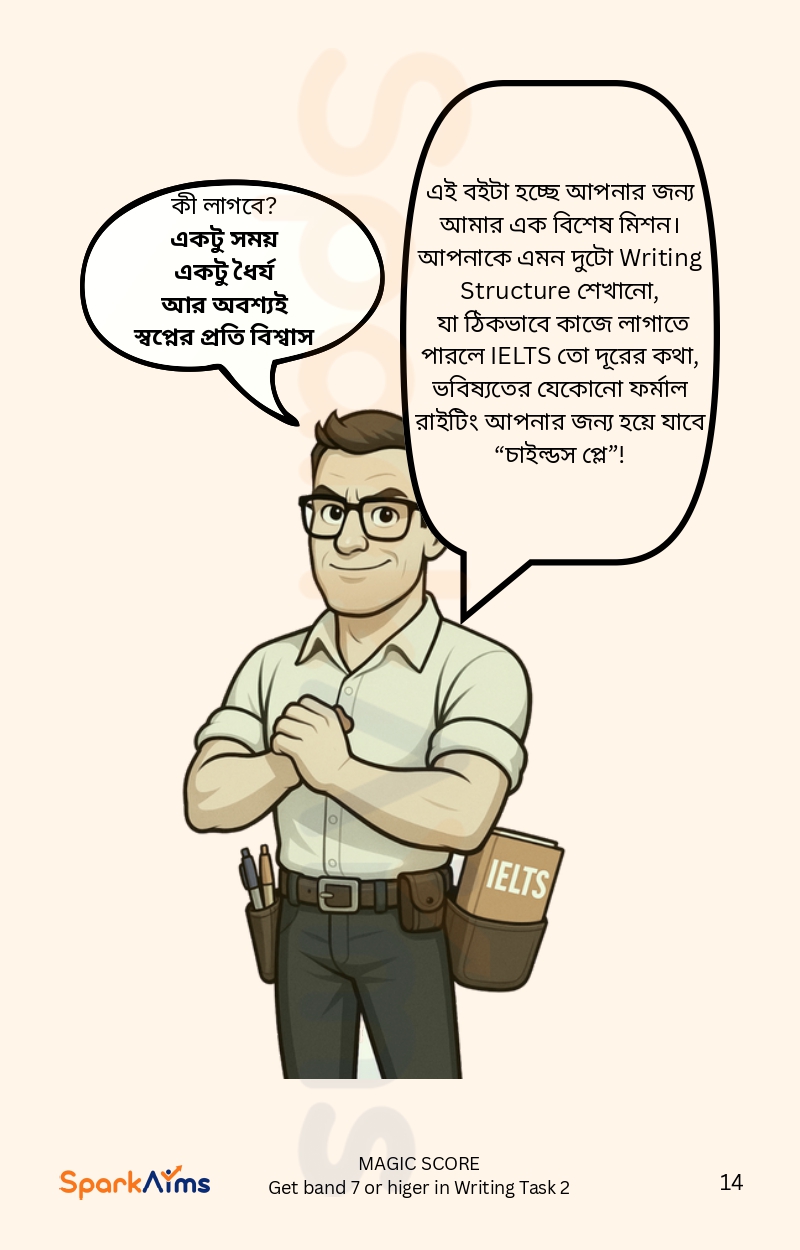 কী লাগবে?
একটু সময়
একটু ধৈর্য
আর অবশ্যই
স্বপ্নের প্রতি বিশ্বাস
এই বইটা হচ্ছে আপনার জন্য
আমার এক বিশেষ মিশন।
আপনাকে এমন দুটো Writing
Structure শেখানো,
যা ঠিকভাবে কাজে লাগাতে
পারলে IELTS তো দূরের কথা,
ভবিষ্যতের যেকোনো ফর্মাল
রাইটিং আপনার জন্য হয়ে যাবে
“চাইল্ডস প্লে”!
IELTS
SparkAims
MAGIC SCORE
Get band 7 or higer in Writing Task 2
14